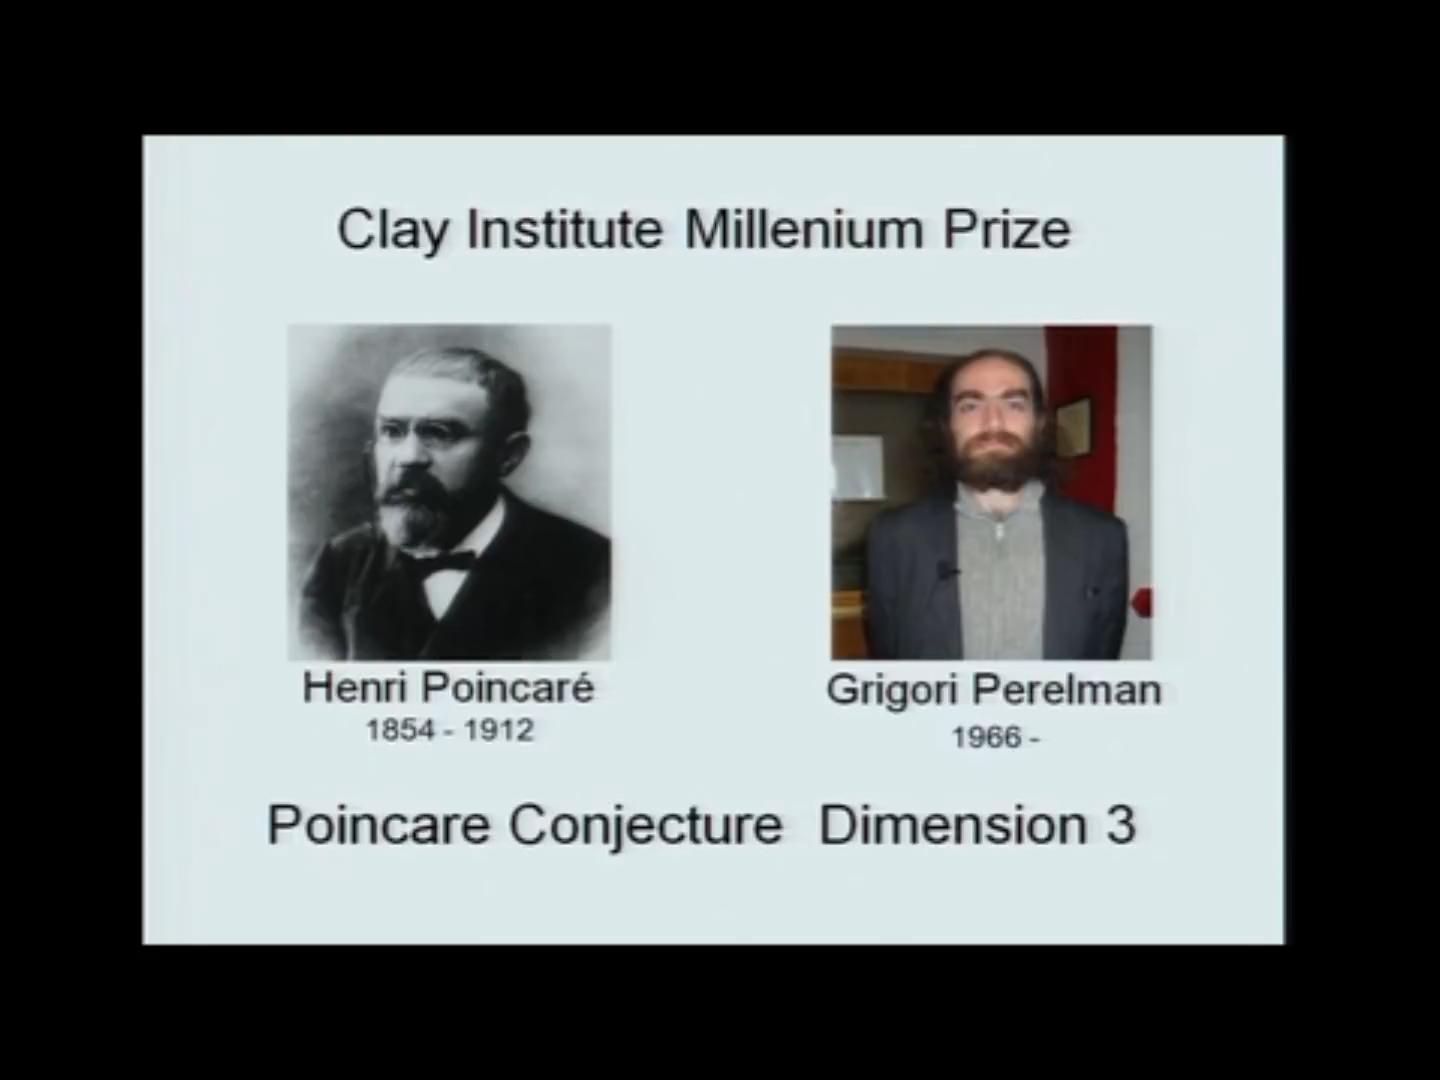 Clay Institute Millenium Prize
Henri Poincaré
1854 - 1912
Grigori Perelman
1966 -
Poincare Conjecture Dimension 3